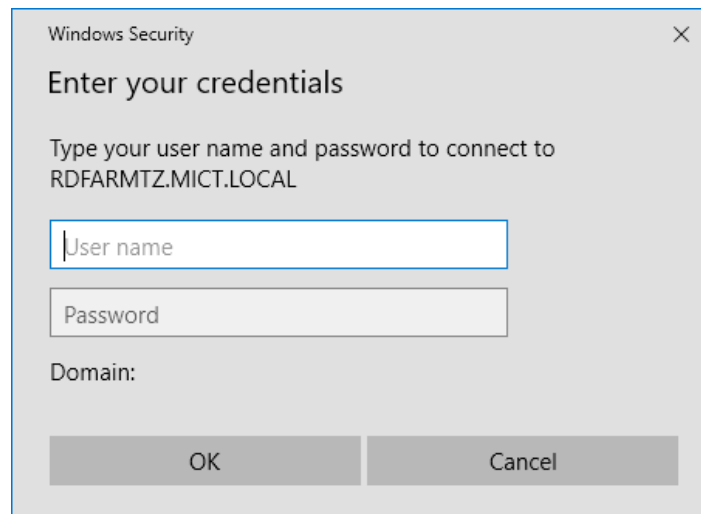 Windows Security
Enter your credentials
Type your user name and password to connect to
RDFARMTZ.MICT.LOCAL
User name
Password
Domain:
OK Cancel